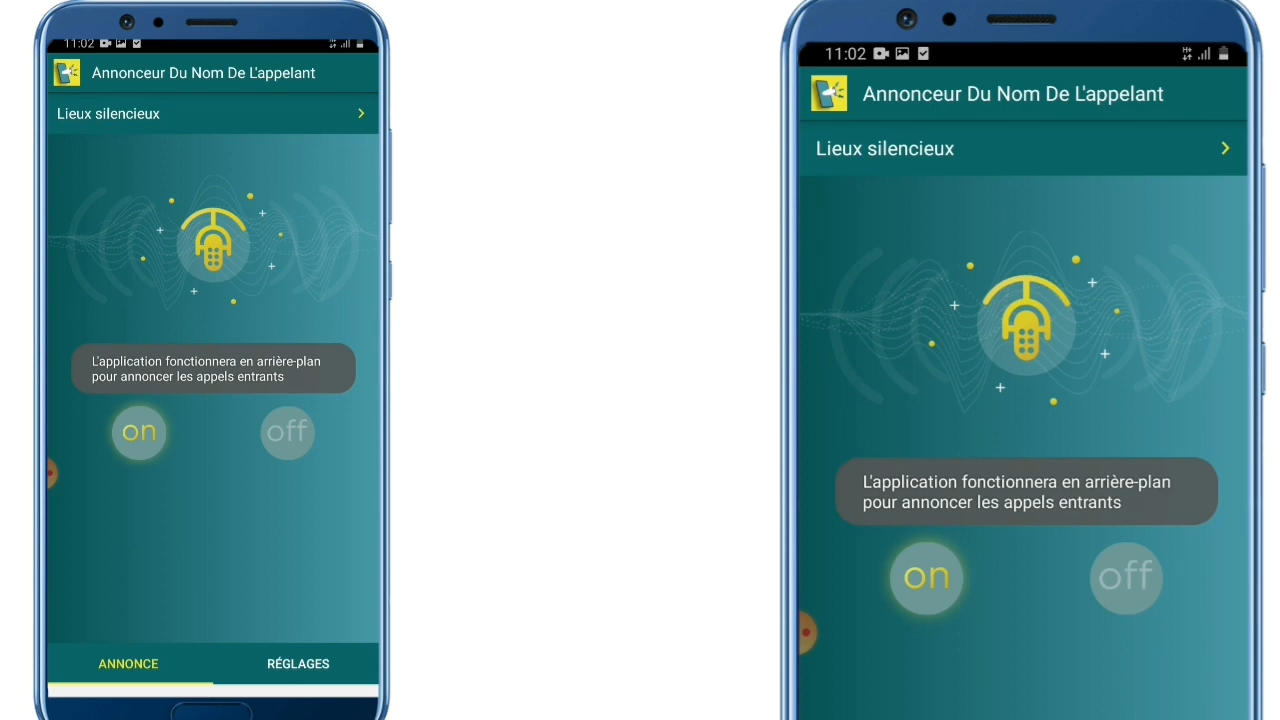 11:02
Annonceur Du Nom De L'appelant
Lieux silencieux
L'application fonctionnera en arrière-plan
pour annoncer les appels entrants
on off
ANNONCE RÉGLAGES
11:02
H+
Annonceur Du Nom De L'appelant
Lieux silencieux
L'application fonctionnera en arrière-plan
pour annoncer les appels entrants
on off